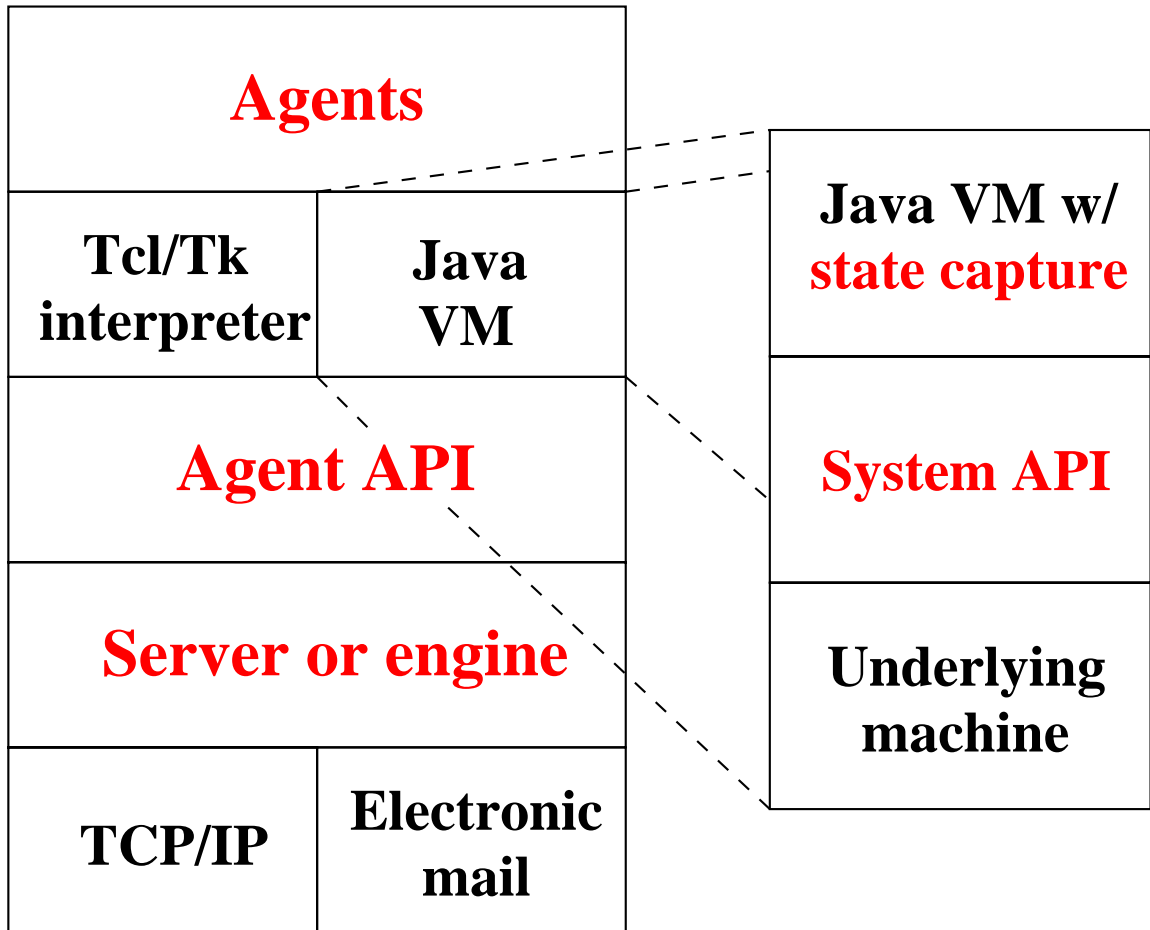 Agents
Tcl/Tk
interpreter
Java
VM
Agent API
Server or engine
TCP/IP
Electronic
mail
Java VM w/
state capture
System API
Underlying
machine